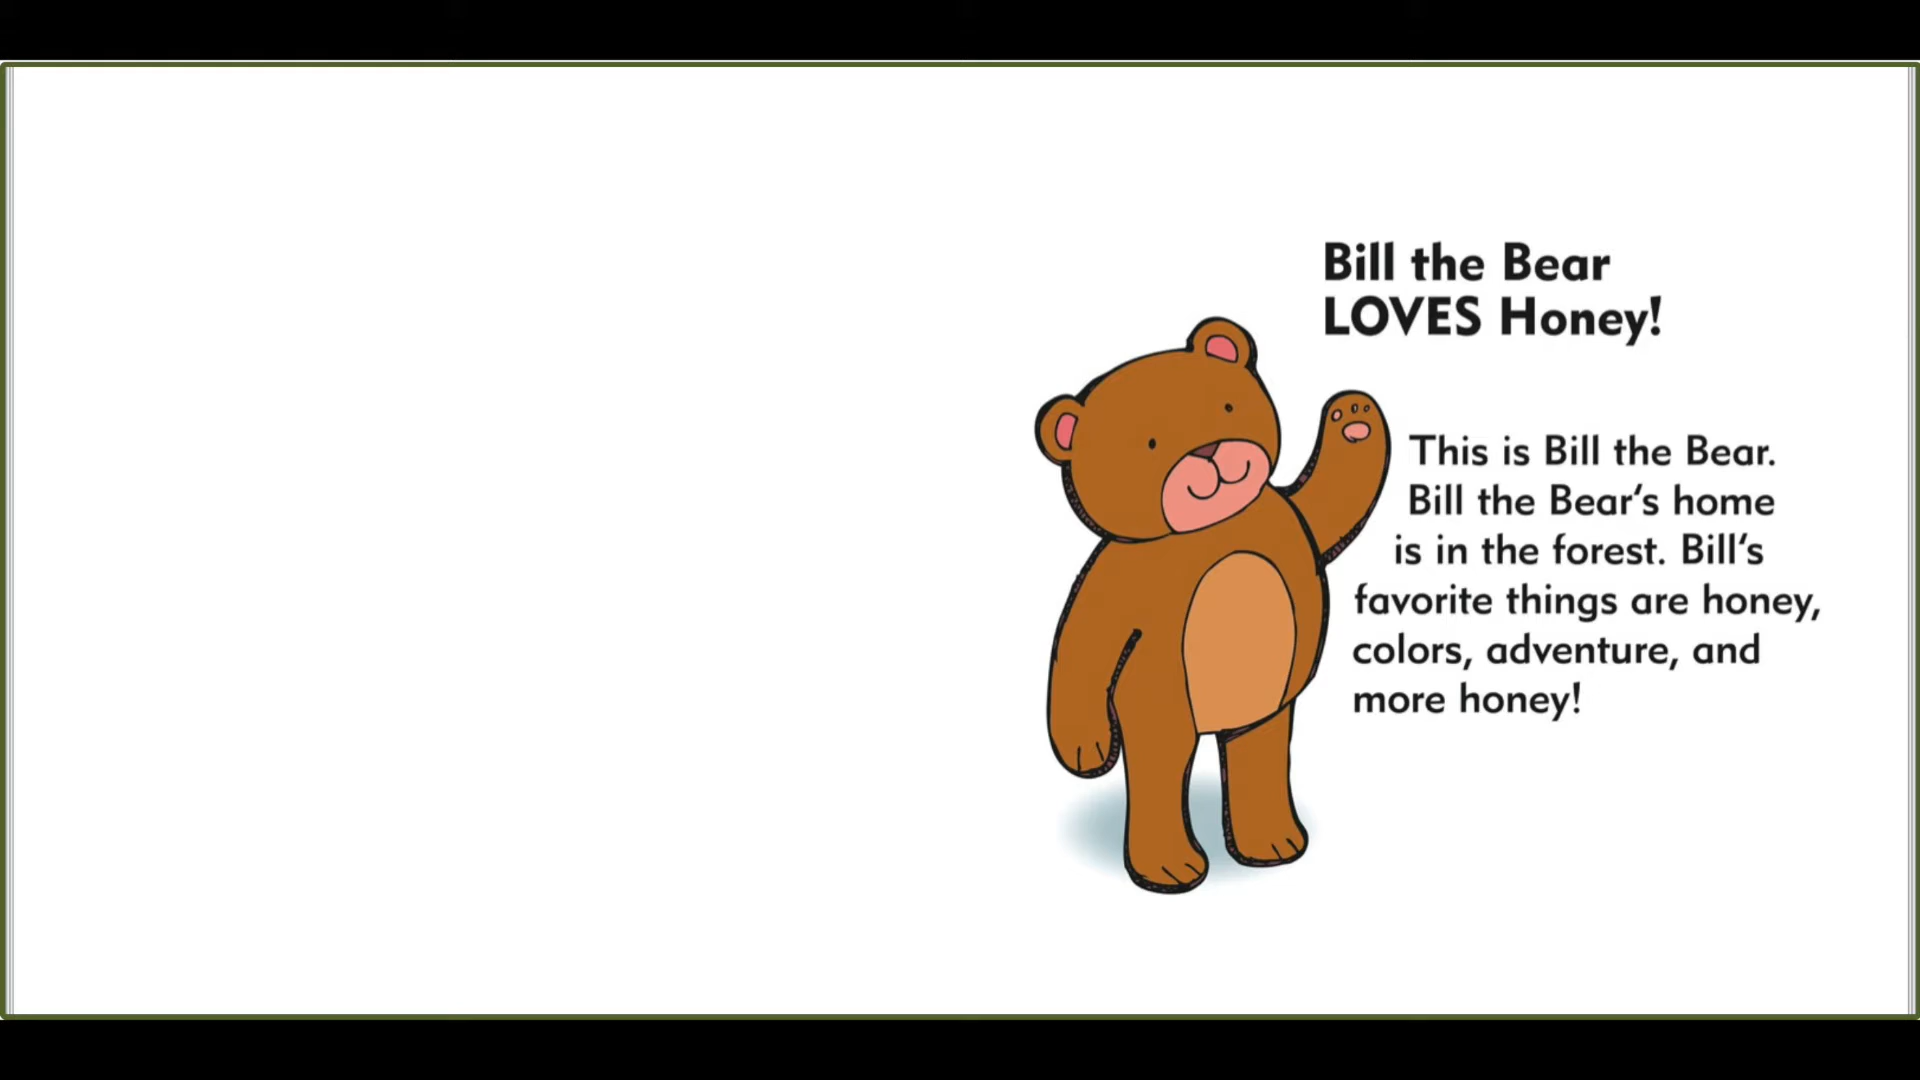 Bill the Bear
LOVES Honey!
This is Bill the Bear.
Bill the Bear's home
is in the forest. Bill's
favorite things are honey,
colors, adventure, and
more honey!